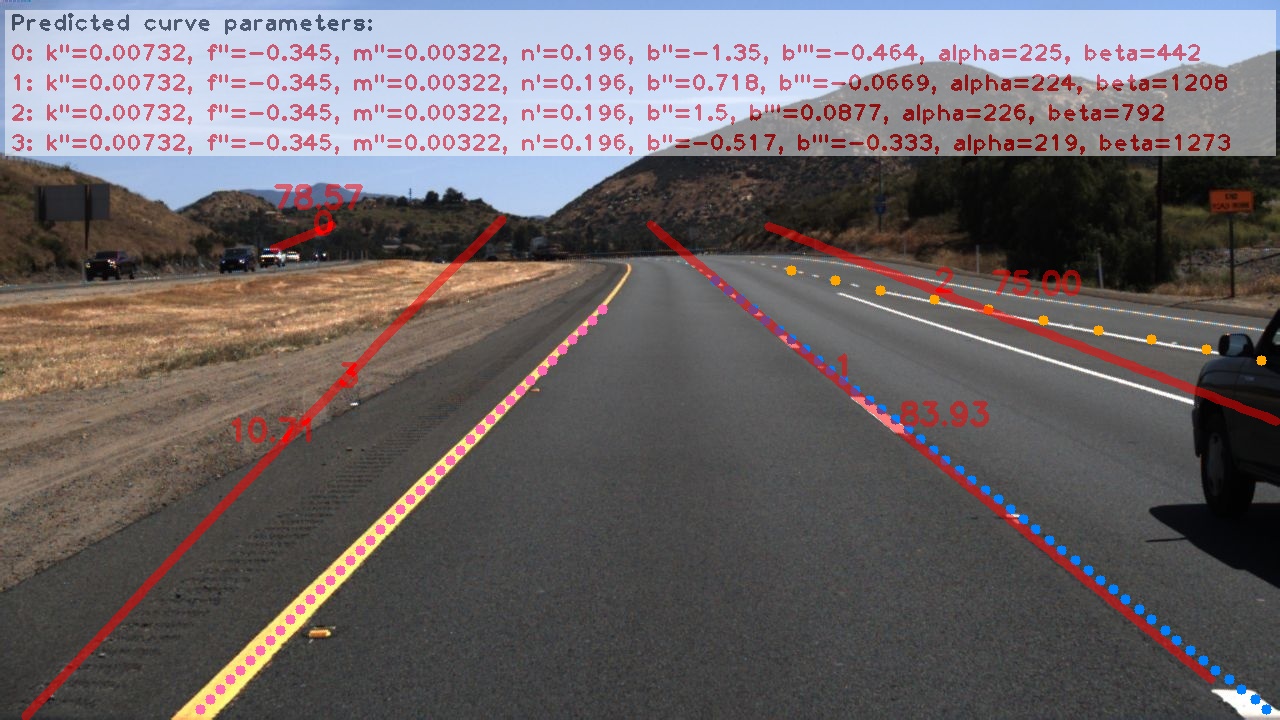 Predicted curve parameters:
0: k''=0.00732, f''=-0.345, m''=0.00322, n'=0.196, b''=-1.35, b'''=-0.464, alpha=225, beta=442
1: k''=0.00732, f''=-0.345, m''=0.00322, n'=0.196, b''=0.718, b'''=-0.0669, alpha=224, beta=1208
2: k''=0.00732, f''=-0.345, m''=0.00322, n'=0.196, b''=1.5, b'''=0.0877, alpha=226, beta=792
3: k''=0.00732, f''=-0.345, m''=0.00322, n'=0.196, b''=-0.517, b'''=-0.333, alpha=219, beta=1273
78.57
0
END
ROAD WORK
2 75.00
1
3
83.93
10.71